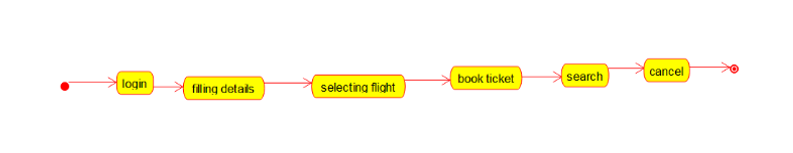 login
filling details
selecting flight
book ticket
search
cancel